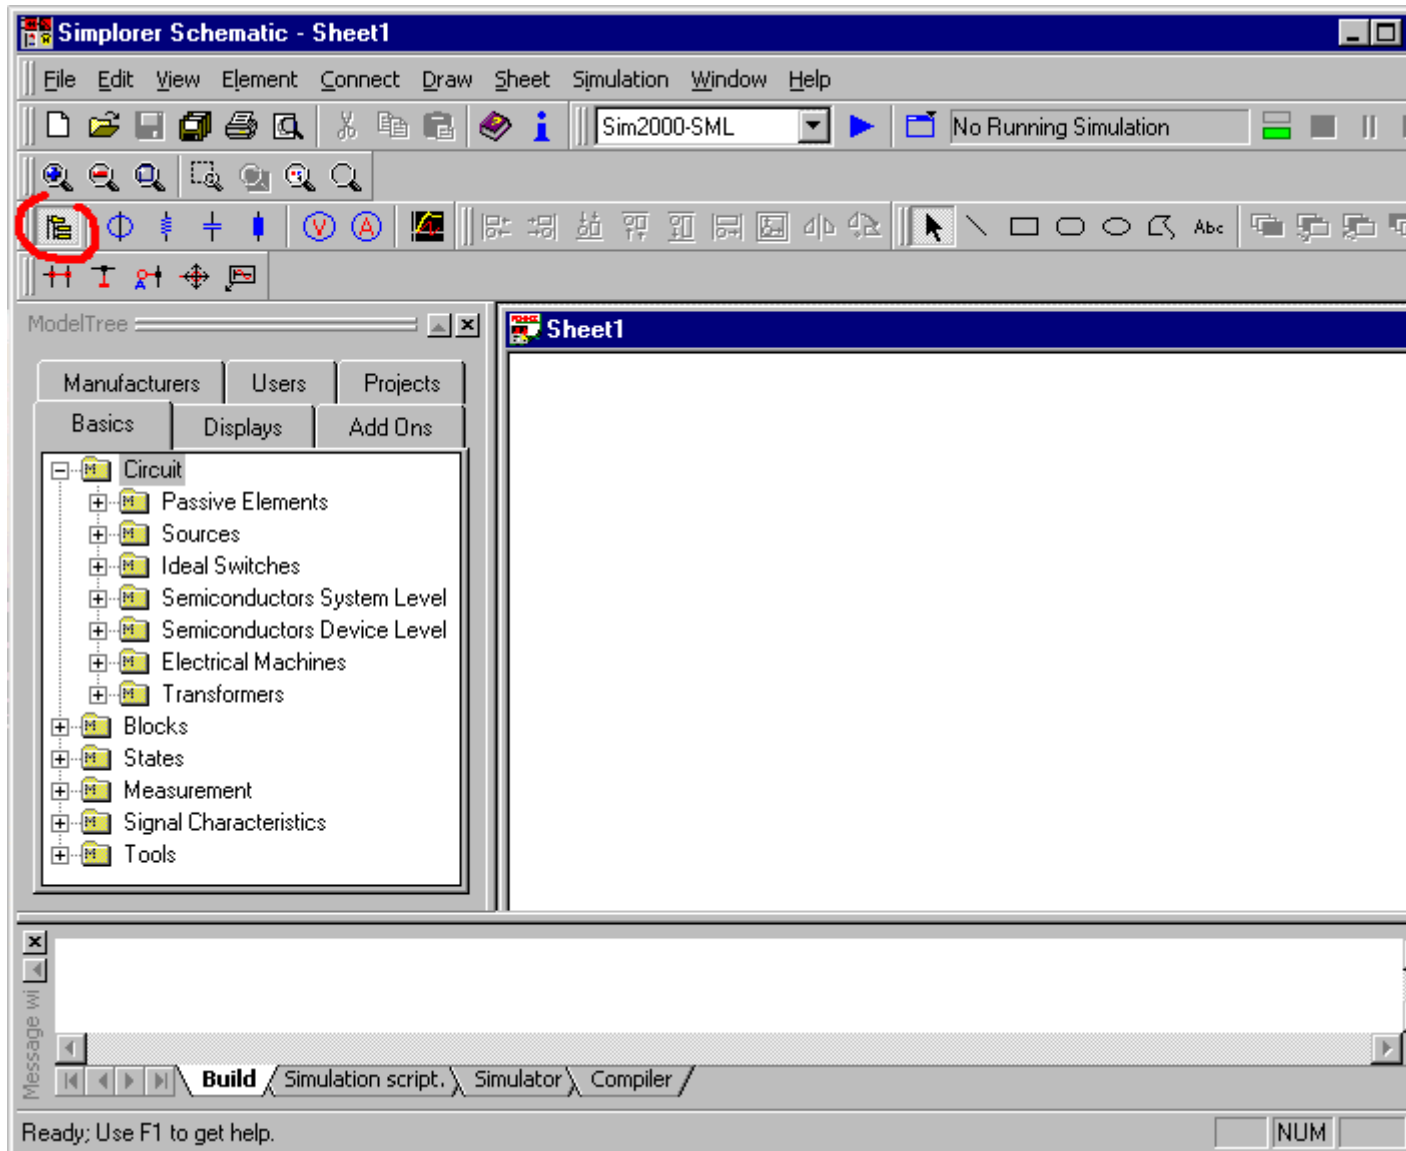 Simplorer Schematic - Sheet1
File Edit View Element Connect Draw Sheet Simulation Window Help
Sim2000-SML No Running Simulation
V A Abc
A
ModelTree
Sheet1
Manufacturers Users Projects
Basics Displays Add Ons
Circuit
Passive Elements
Sources
Ideal Switches
Semiconductors System Level
Semiconductors Device Level
Electrical Machines
Transformers
Blocks
States
Measurement
Signal Characteristics
Tools
Message wi
Build Simulation script. Simulator Compiler
Ready; Use F1 to get help. NUM